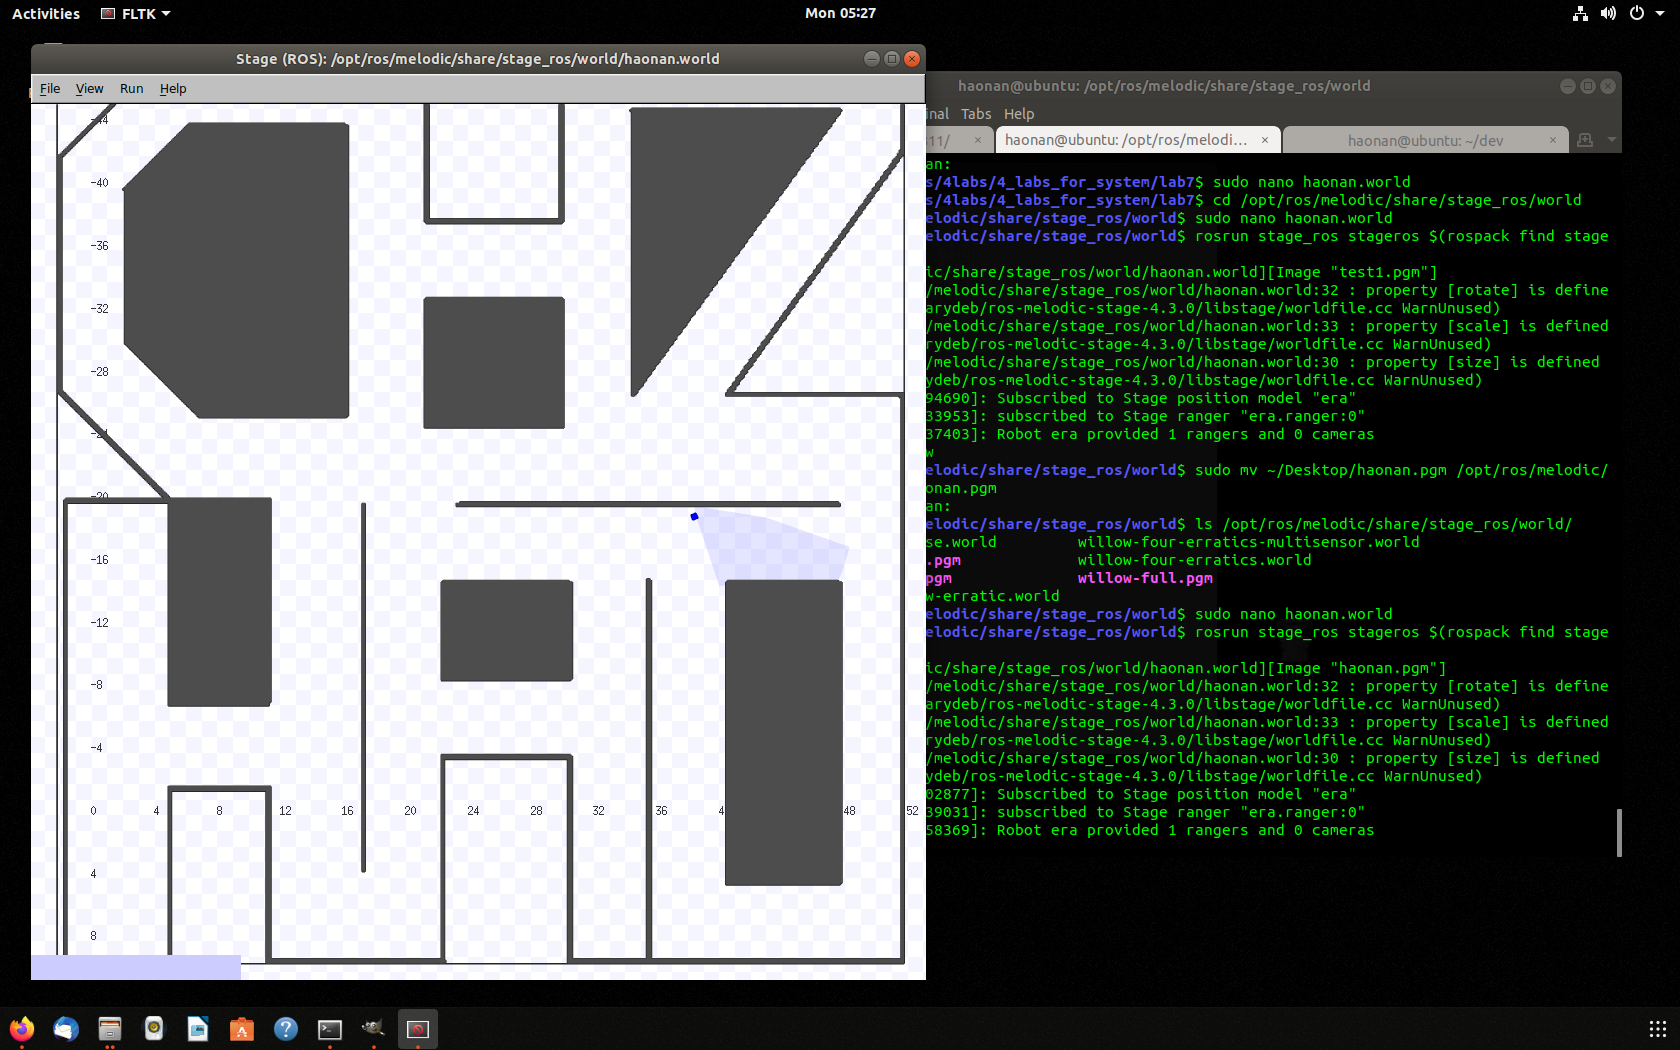 Activities
FLTK
Mon 05:27
Stage (ROS): /opt/ros/melodic/share/stage_ros/world/haonan.world
File View Run Help
-44
-40
-36
-32
-28
-24
-20
-16
-12
-8
-4
0 4 8 12 16 20 24 28 32 36 4 48 52
4
8
haonan@ubuntu: /opt/ros/melodic/share/stage_ros/world
inal Tabs Help
311/ × haonan@ubuntu: /opt/ros/melodi... × haonan@ubuntu: ~/dev ×
an:
s/4labs/4_labs_for_system/lab7$ sudo nano haonan.world
s/4labs/4_labs_for_system/lab7$ cd /opt/ros/melodic/share/stage_ros/world
elodic/share/stage_ros/world$ sudo nano haonan.world
elodic/share/stage_ros/world$ rosrun stage_ros stageros $(rospack find stage
ic/share/stage_ros/world/haonan.world][Image "test1.pgm"]
/melodic/share/stage_ros/world/haonan.world:32 : property [rotate] is define
arydeb/ros-melodic-stage-4.3.0/libstage/worldfile.cc WarnUnused)
/melodic/share/stage_ros/world/haonan.world:33 : property [scale] is defined
rydeb/ros-melodic-stage-4.3.0/libstage/worldfile.cc WarnUnused)
/melodic/share/stage_ros/world/haonan.world:30 : property [size] is defined
ydeb/ros-melodic-stage-4.3.0/libstage/worldfile.cc WarnUnused)
94690]: Subscribed to Stage position model "era"
33953]: subscribed to Stage ranger "era.ranger:0"
37403]: Robot era provided 1 rangers and 0 cameras
w
elodic/share/stage_ros/world$ sudo mv ~/Desktop/haonan.pgm /opt/ros/melodic/
onan.pgm
an:
elodic/share/stage_ros/world$ ls /opt/ros/melodic/share/stage_ros/world/
se.world willow-four-erratics-multisensor.world
.pgm willow-four-erratics.world
pgm willow-full.pgm
w-erratic.world
elodic/share/stage_ros/world$ sudo nano haonan.world
elodic/share/stage_ros/world$ rosrun stage_ros stageros $(rospack find stage
ic/share/stage_ros/world/haonan.world][Image "haonan.pgm"]
/melodic/share/stage_ros/world/haonan.world:32 : property [rotate] is define
arydeb/ros-melodic-stage-4.3.0/libstage/worldfile.cc WarnUnused)
/melodic/share/stage_ros/world/haonan.world:33 : property [scale] is defined
rydeb/ros-melodic-stage-4.3.0/libstage/worldfile.cc WarnUnused)
/melodic/share/stage_ros/world/haonan.world:30 : property [size] is defined
ydeb/ros-melodic-stage-4.3.0/libstage/worldfile.cc WarnUnused)
02877]: Subscribed to Stage position model "era"
39031]: subscribed to Stage ranger "era.ranger:0"
58369]: Robot era provided 1 rangers and 0 cameras